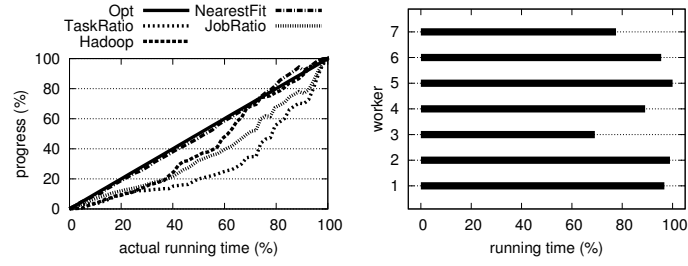 Opt NearestFit
TaskRatio JobRatio
Hadoop
100
80
60
40
20
0
progress (%)
0 20 40 60 80 100
actual running time (%)
7
6
5
4
3
2
1
worker
0 20 40 60 80 100
running time (%)